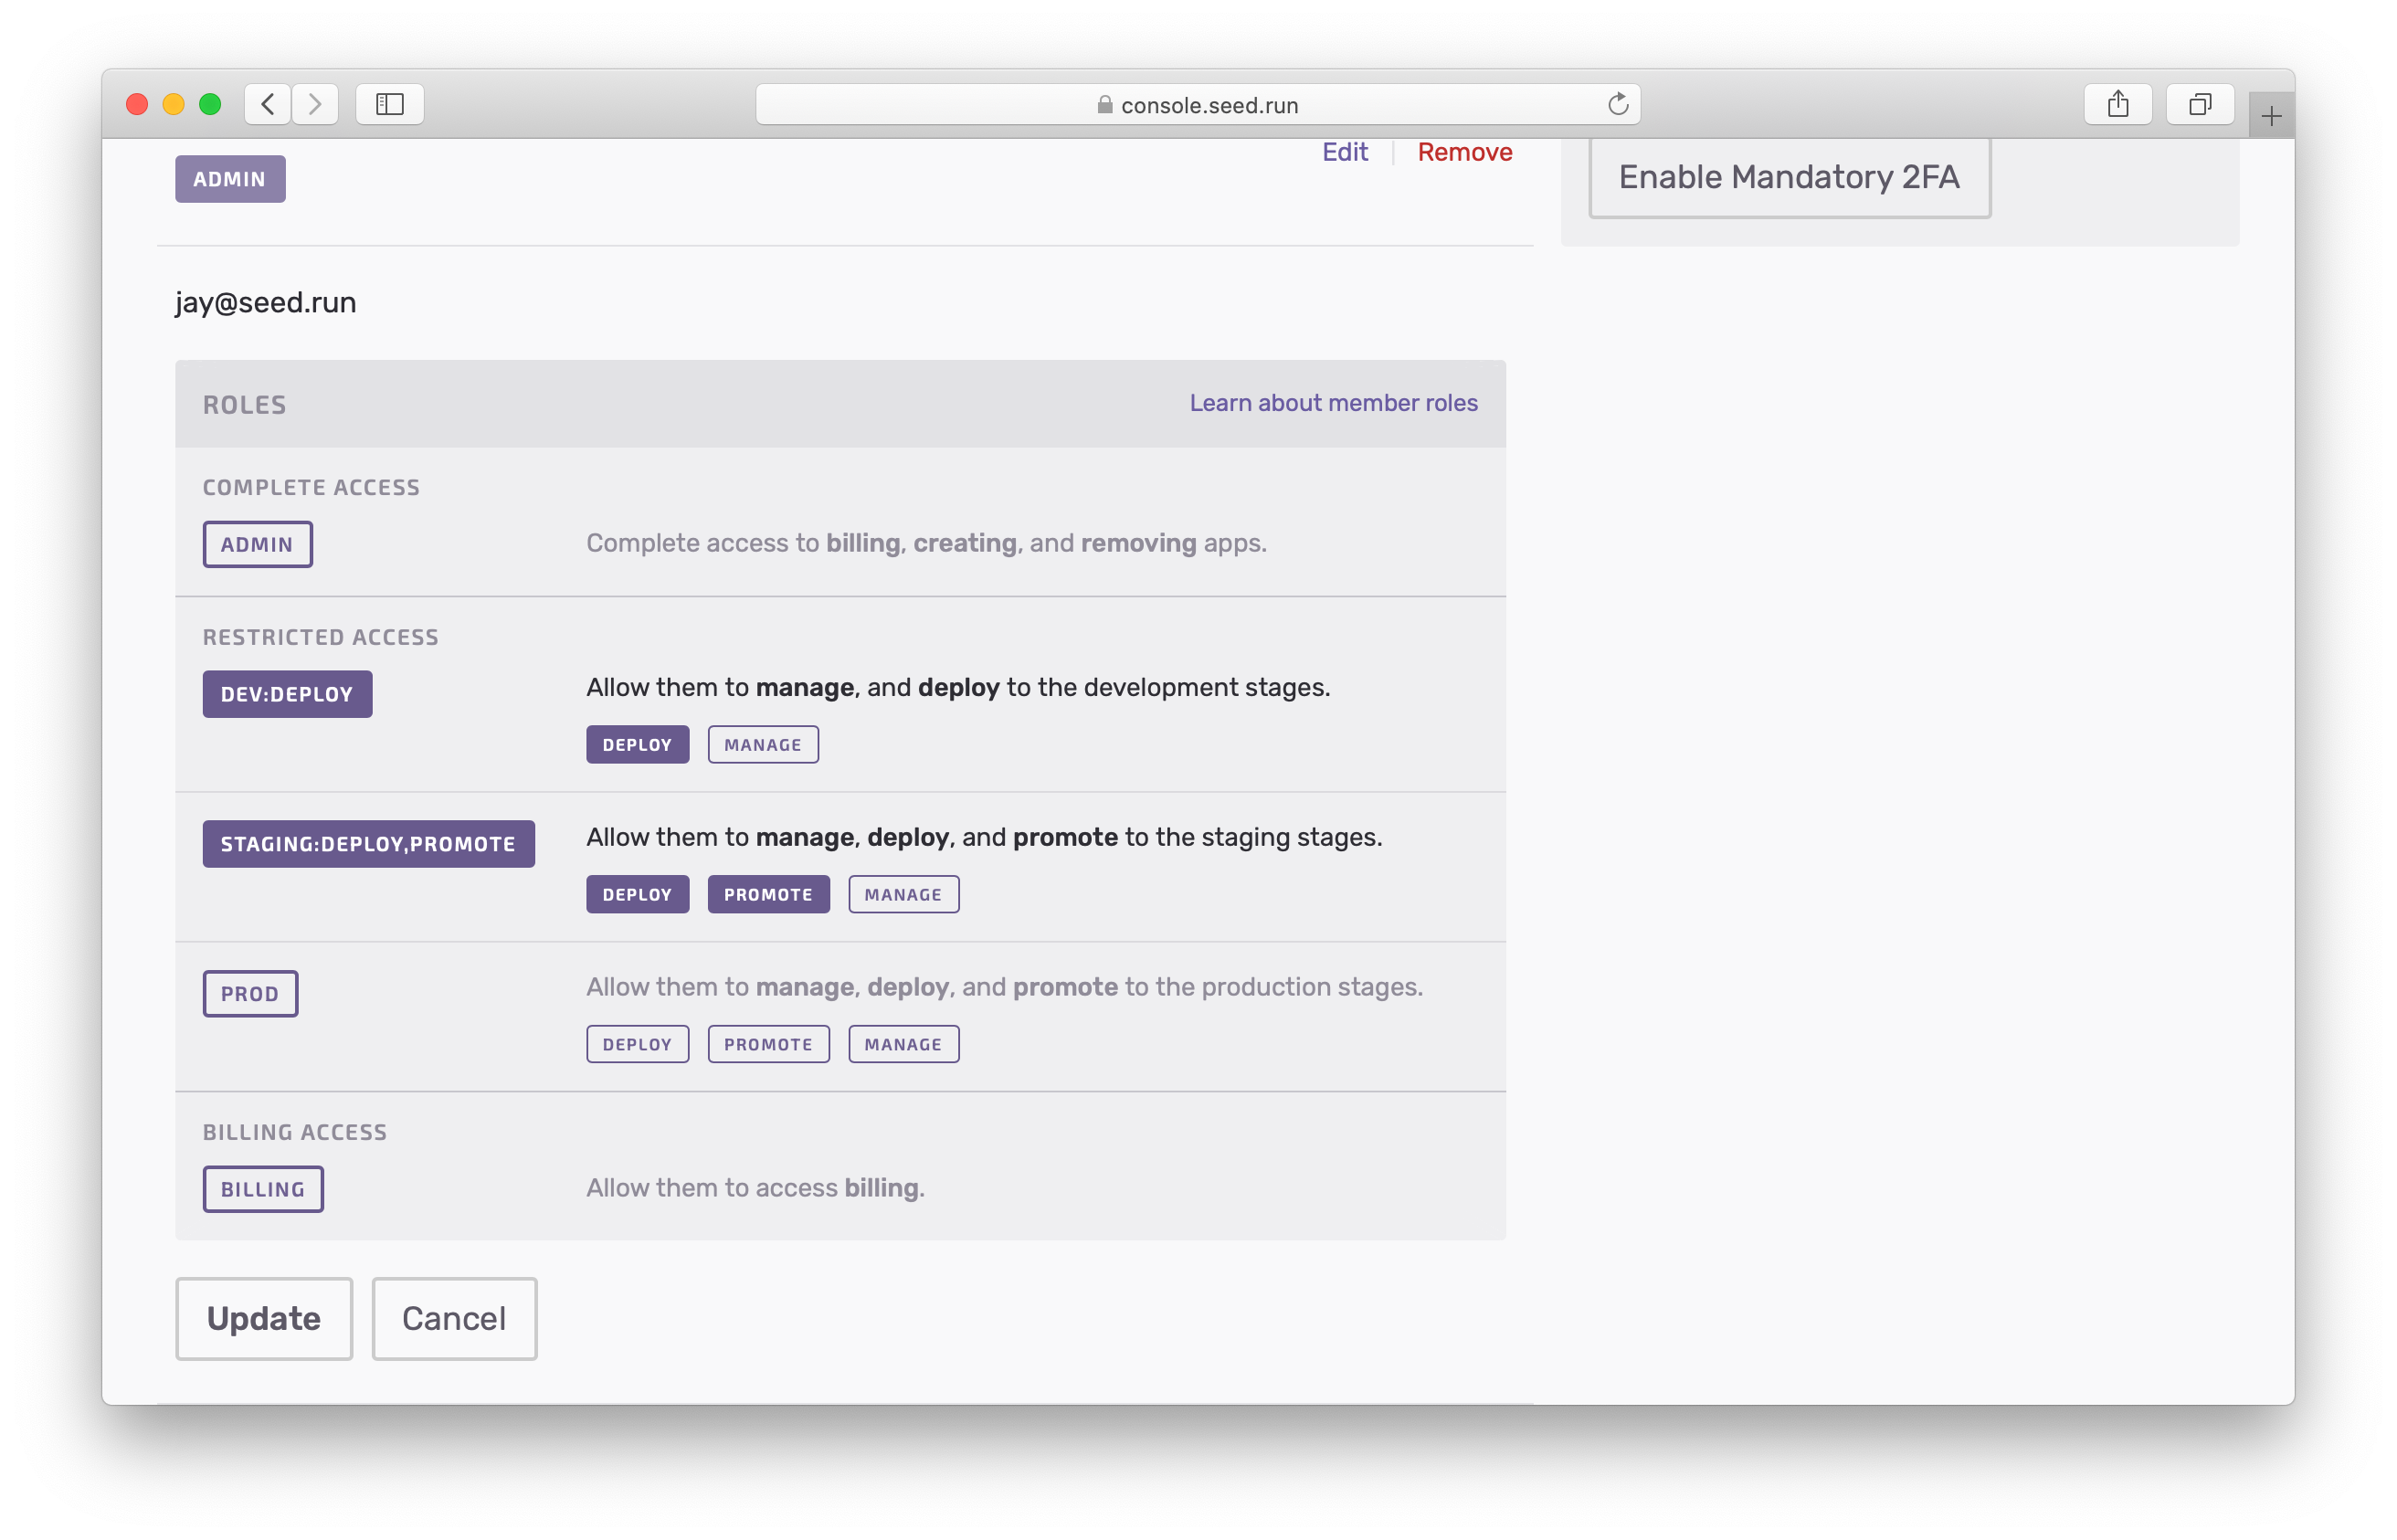 console.seed.run
ADMIN
Edit
Remove
Enable Mandatory 2FA
jay@seed.run
ROLES
Learn about member roles
COMPLETE ACCESS
ADMIN
Complete access to billing, creating, and removing apps.
RESTRICTED ACCESS
DEV:DEPLOY
Allow them to manage, and deploy to the development stages.
DEPLOY
MANAGE
STAGING:DEPLOY,PROMOTE
Allow them to manage, deploy, and promote to the staging stages.
DEPLOY
PROMOTE
MANAGE
PROD
Allow them to manage, deploy, and promote to the production stages.
DEPLOY
PROMOTE
MANAGE
BILLING ACCESS
BILLING
Allow them to access billing.
Update
Cancel